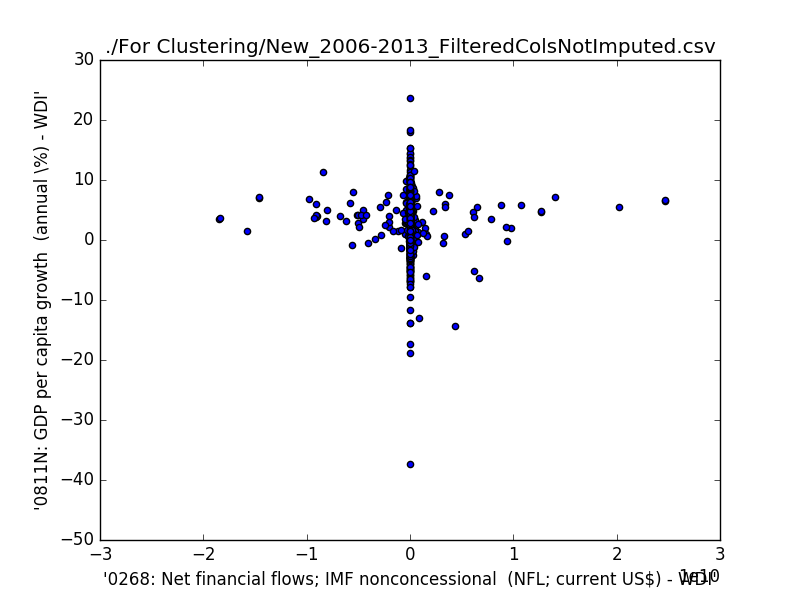 ./For Clustering/New_2006-2013_FilteredColsNotImputed.csv
30
20
10
0
−10
−20
−30
−40
−50
'0811N: GDP per capita growth (annual \%) - WDI'
−3 −2 −1 0 1 2 3
1e10
'0268: Net financial flows; IMF nonconcessional (NFL; current US$) - WDI'